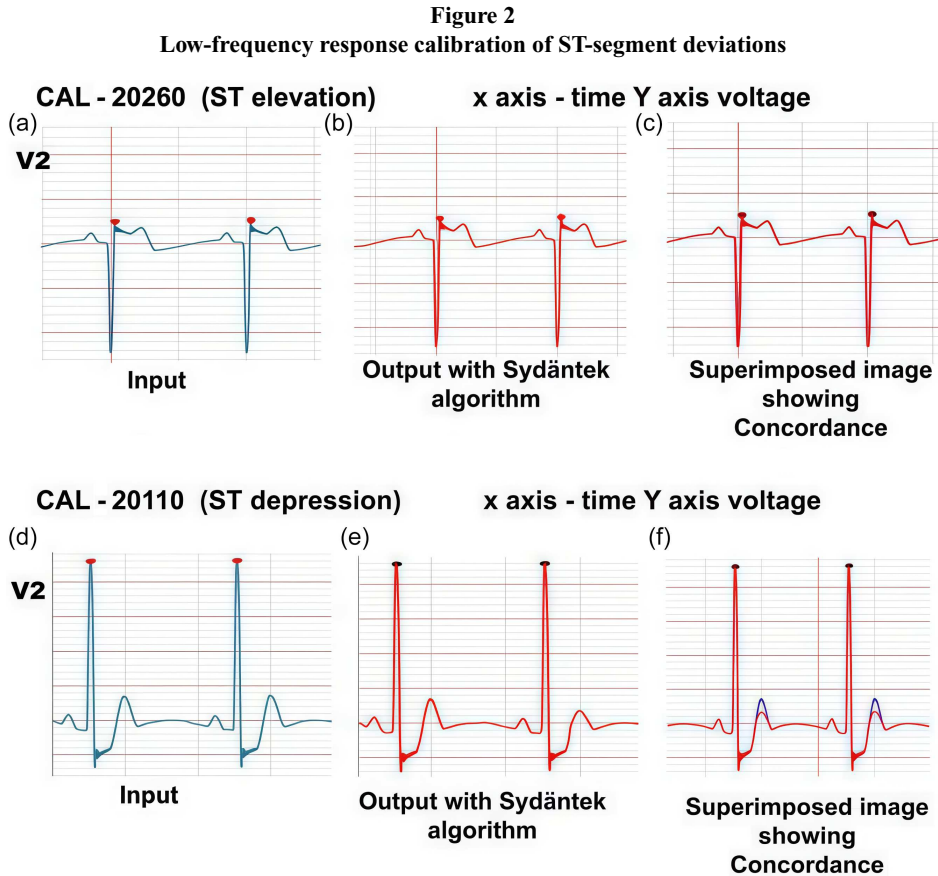 Figure 2
Low-frequency response calibration of ST-segment deviations
CAL - 20260 (ST elevation) x axis - time Y axis voltage
(a) (b) (c)
V2
Input
Output with Sydäntek
algorithm
Superimposed image
showing
Concordance
CAL - 20110 (ST depression) x axis - time Y axis voltage
(d) (e) (f)
V2
Input
Output with Sydäntek
algorithm
Superimposed image
showing
Concordance